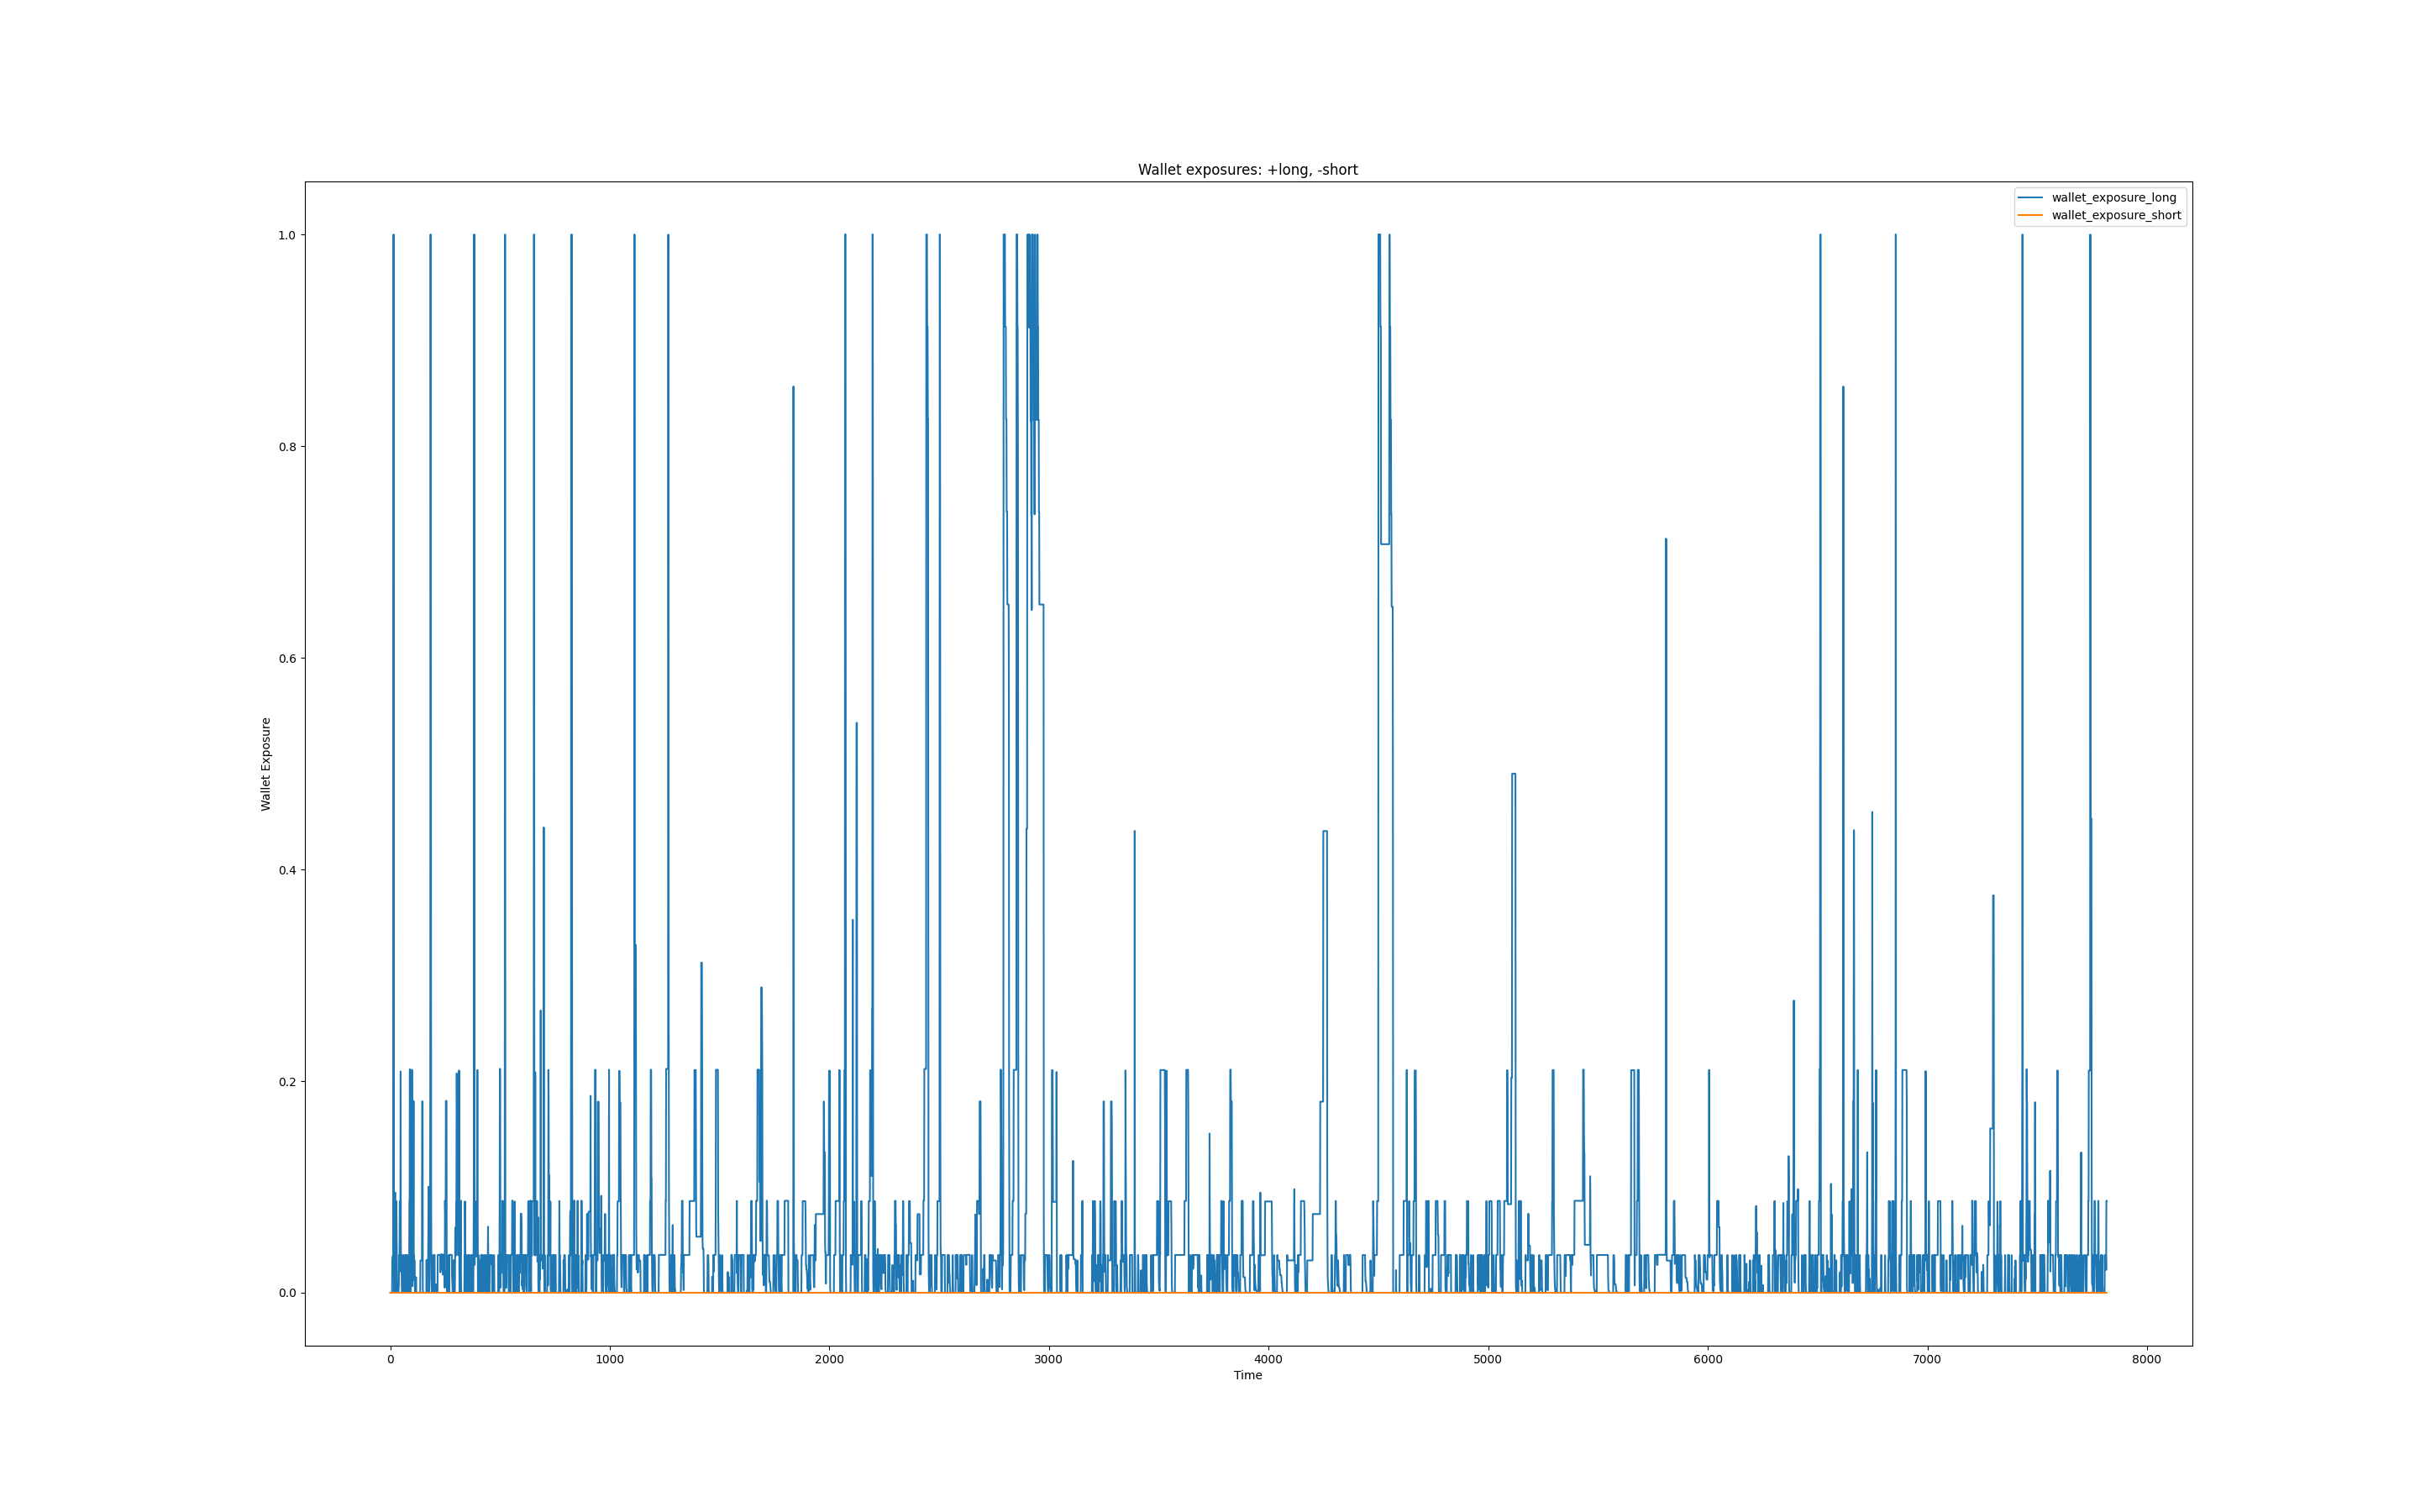 Wallet exposures: +long, -short
wallet_exposure_long
wallet_exposure_short
1.0
0.8
0.6
0.4
0.2
0.0
Wallet Exposure
0 1000 2000 3000 4000 5000 6000 7000 8000
Time